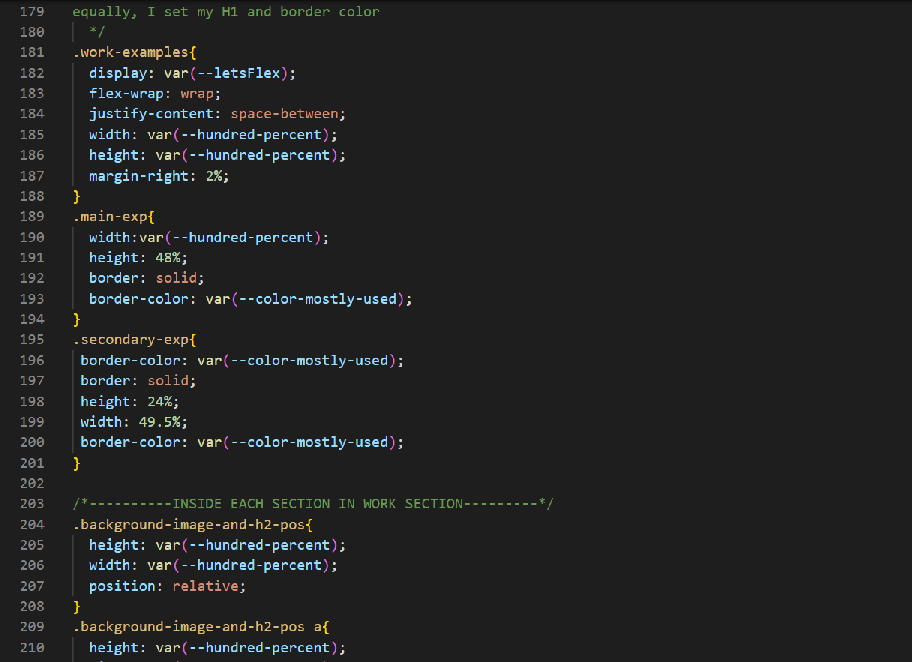 179 equally, I set my H1 and border color
180 */
181 .work-examples{
182 display: var(--letsFlex);
183 flex-wrap: wrap;
184 justify-content: space-between;
185 width: var(--hundred-percent);
186 height: var(--hundred-percent);
187 margin-right: 2%;
188 }
189 .main-exp{
190 width:var(--hundred-percent);
191 height: 48%;
192 border: solid;
193 border-color: var(--color-mostly-used);
194 }
195 .secondary-exp{
196 border-color: var(--color-mostly-used);
197 border: solid;
198 height: 24%;
199 width: 49.5%;
200 border-color: var(--color-mostly-used);
201 }
202
203 /*----------INSIDE EACH SECTION IN WORK SECTION---------*/
204 .background-image-and-h2-pos{
205 height: var(--hundred-percent);
206 width: var(--hundred-percent);
207 position: relative;
208 }
209 .background-image-and-h2-pos a{
210 height: var(--hundred-percent);